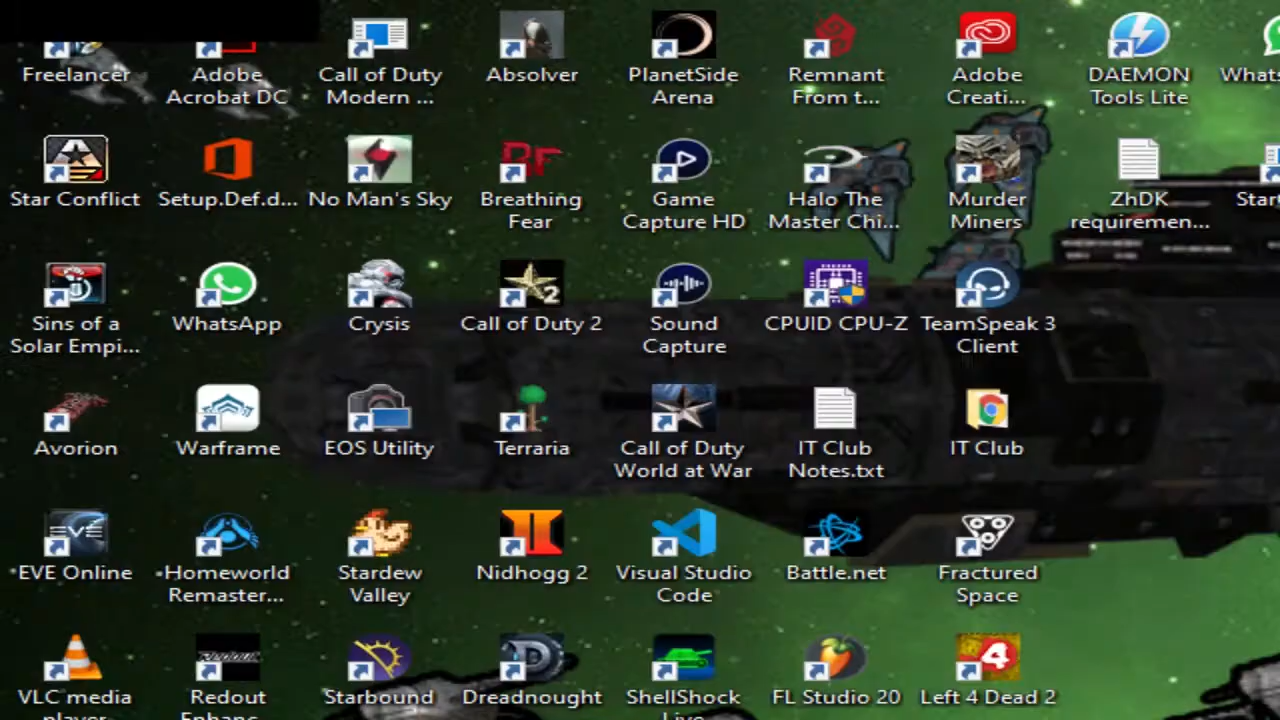 Freelancer
Adobe
Acrobat DC
Call of Duty
Modern ...
Absolver
PlanetSide
Arena
Remnant
From t...
Adobe
Creati...
DAEMON
Tools Lite
Star Conflict
Setup.Def.d...
No Man's Sky
Breathing
Fear
Game
Capture HD
Halo The
Master Chi...
Murder
Miners
ZhDK
requiremen...
Sins of a
Solar Empi...
WhatsApp
Crysis
Call of Duty 2
Sound
Capture
CPUID CPU-Z
TeamSpeak 3
Client
Avorion
Warframe
EOS Utility
Terraria
Call of Duty
World at War
IT Club
Notes.txt
IT Club
EVE Online
Homeworld
Remaster...
Stardew
Valley
Nidhogg 2
Visual Studio
Code
Battle.net
Fractured
Space
VLC media
player
Redout
Enhanc...
Starbound
Dreadnought
ShellShock
Live
FL Studio 20
Left 4 Dead 2